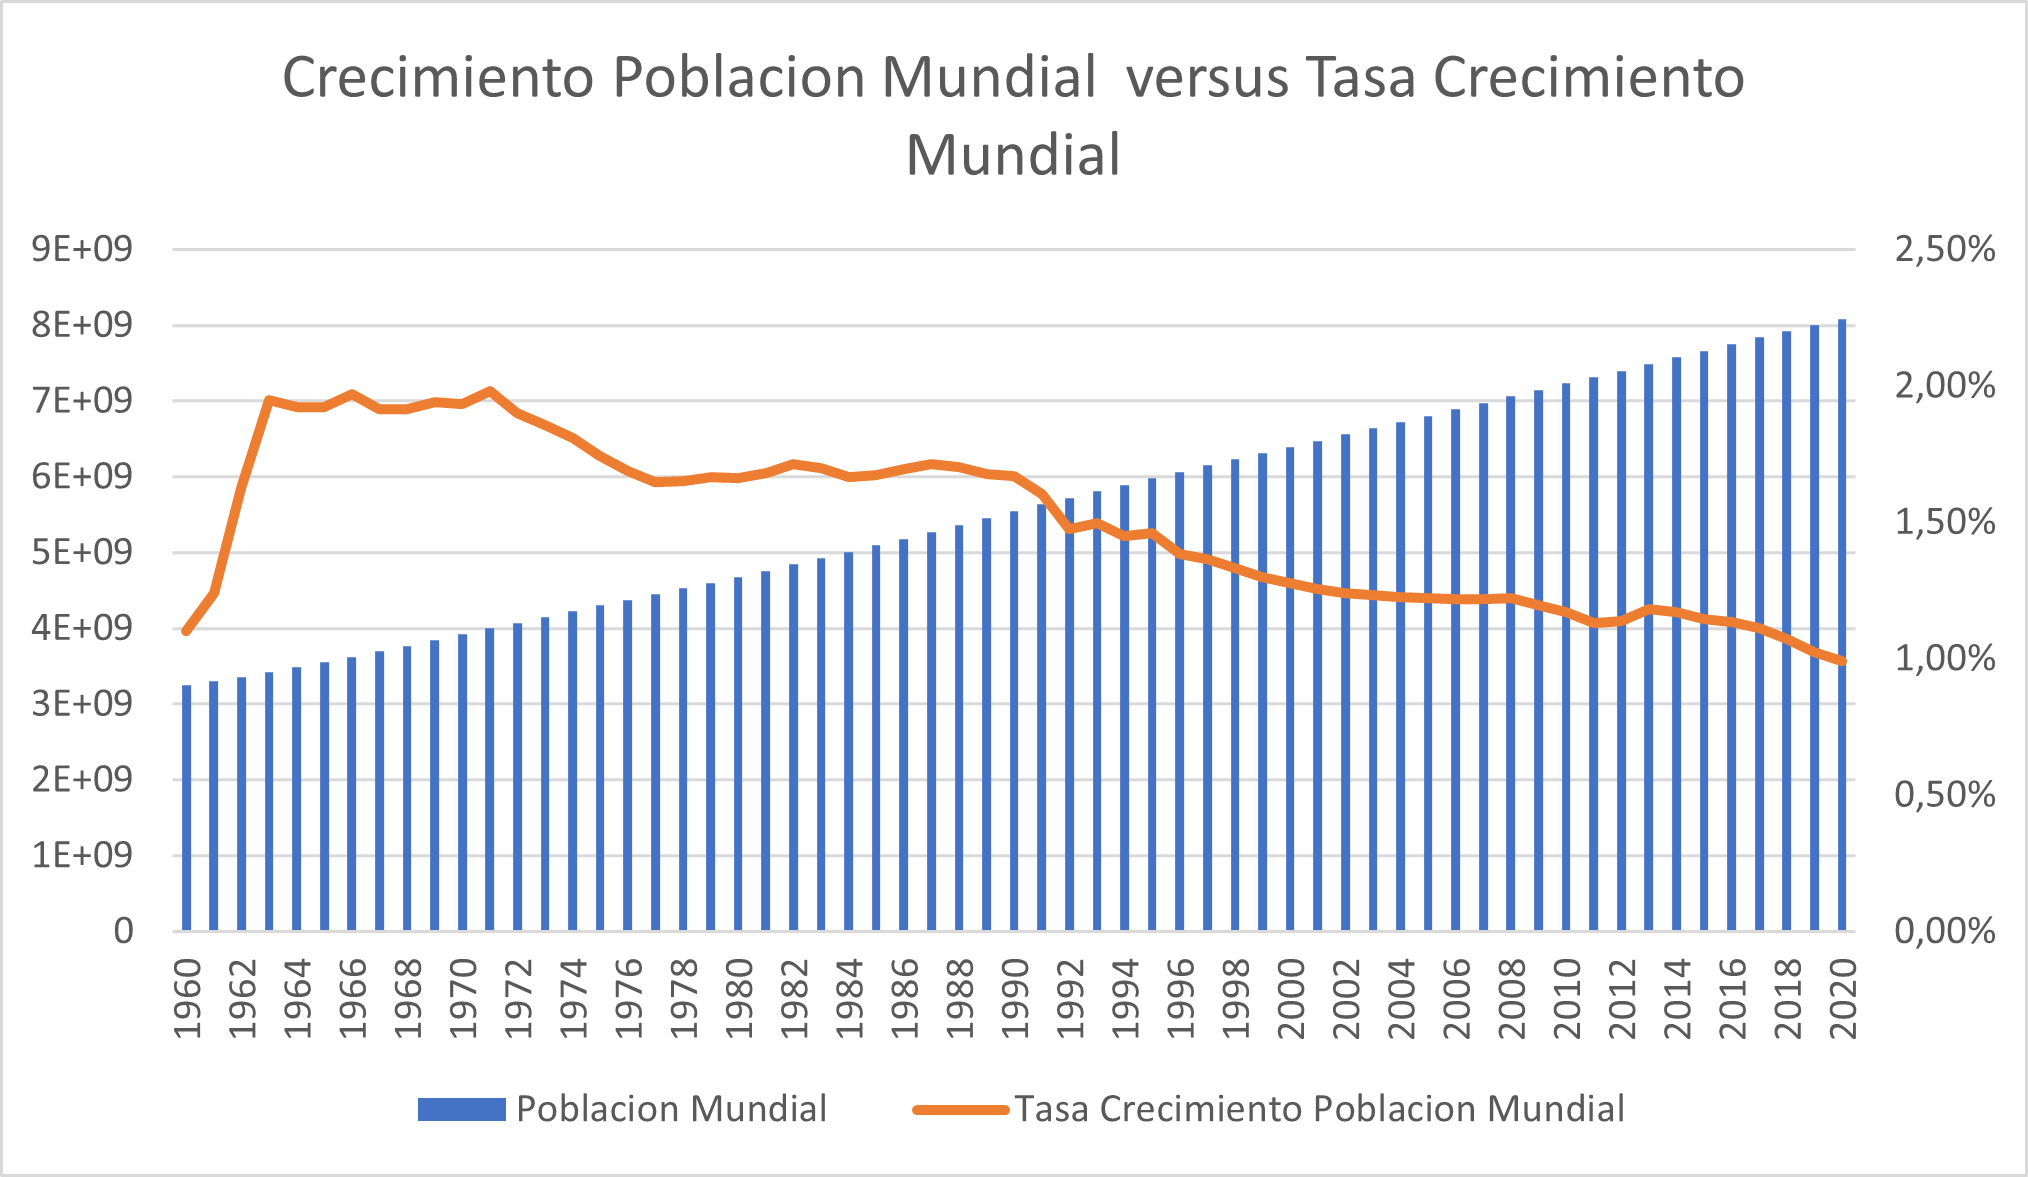 Crecimiento Poblacion Mundial  versus Tasa Crecimiento
Mundial
9E+09
8E+09
7E+09
6E+09
5E+09
4E+09
3E+09
2E+09
1E+09
0
2,50%
2,00%
1,50%
1,00%
0,50%
0,00%
1960
1962
1964
1966
1968
1970
1972
1974
1976
1978
1980
1982
1984
1986
1988
1990
1992
1994
1996
1998
2000
2002
2004
2006
2008
2010
2012
2014
2016
2018
2020
Poblacion Mundial
Tasa Crecimiento Poblacion Mundial